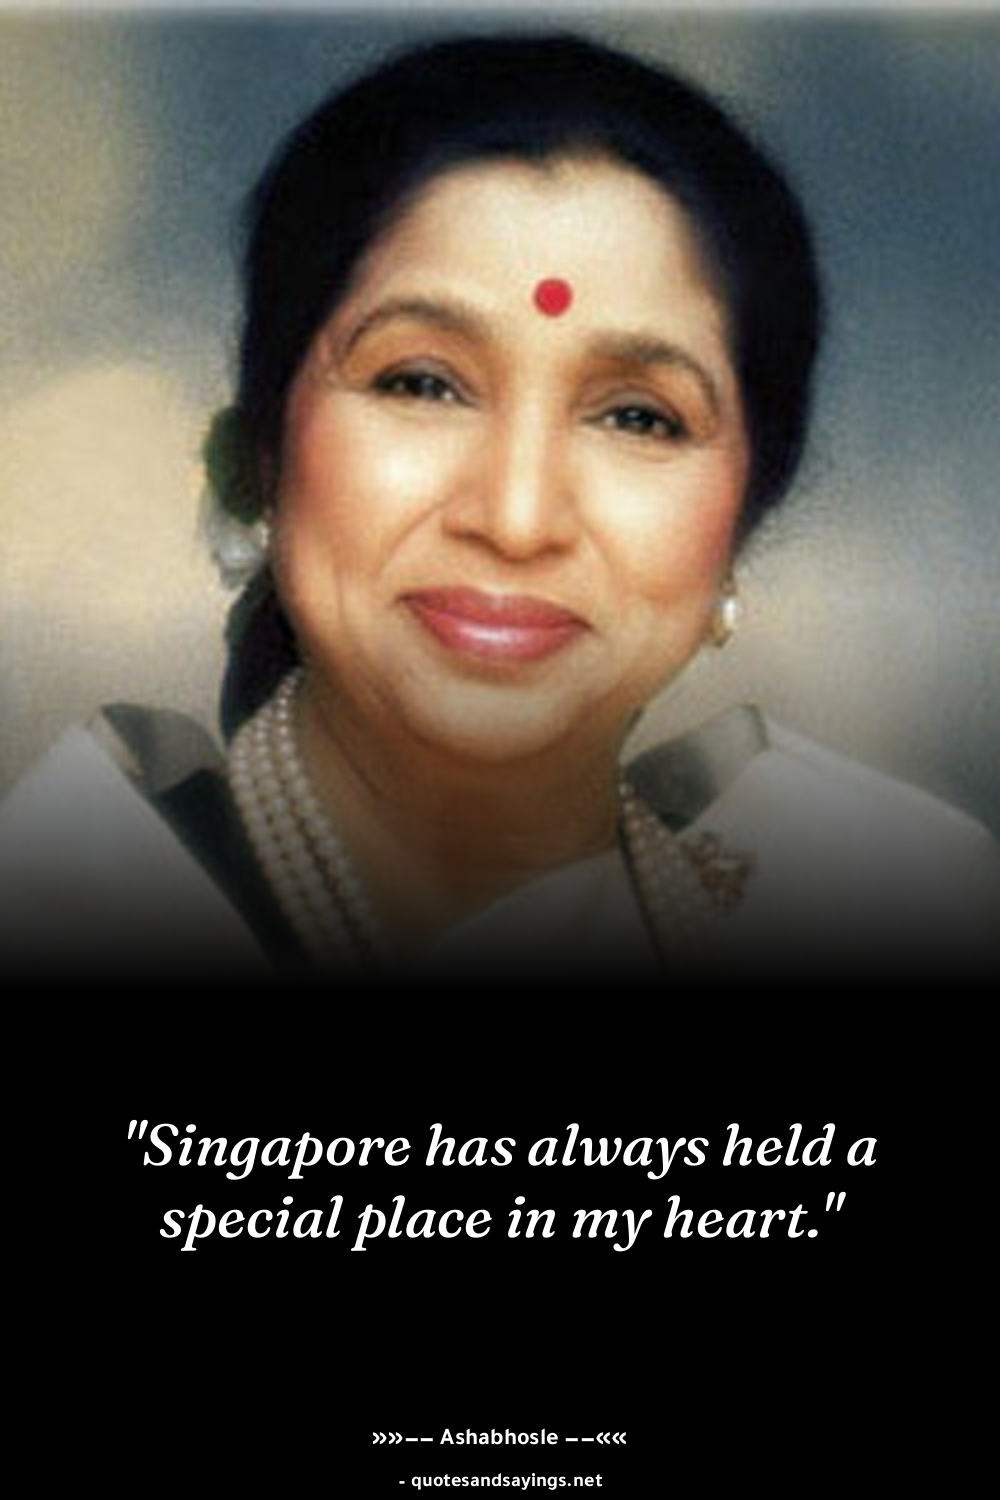 "Singapore has always held a
special place in my heart."
»»−− Ashabhosle −−««
- quotesandsayings.net